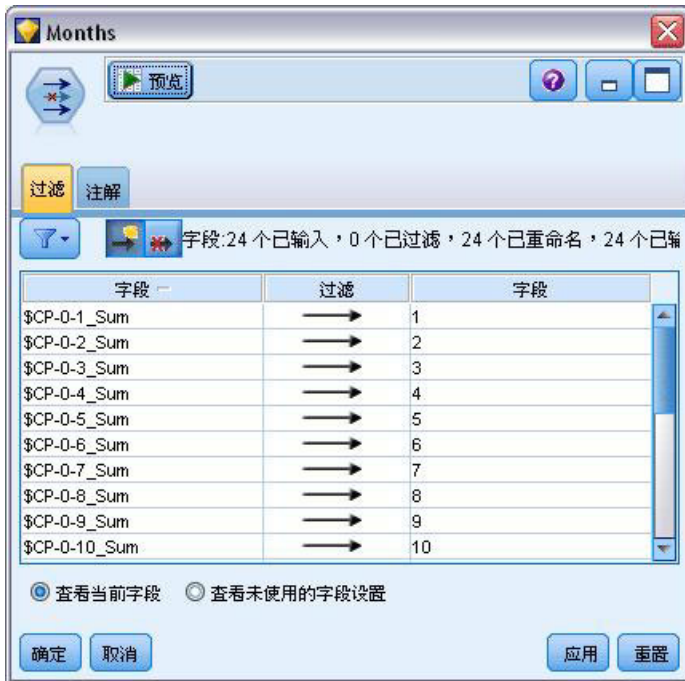 Months
预览
过滤 注解
字段:24 个已输入，0 个已过滤，24 个已重命名，24 个已输
字段 过滤 字段
$CP-0-1_Sum 1
$CP-0-2_Sum 2
$CP-0-3_Sum 3
$CP-0-4_Sum 4
$CP-0-5_Sum 5
$CP-0-6_Sum 6
$CP-0-7_Sum 7
$CP-0-8_Sum 8
$CP-0-9_Sum 9
$CP-0-10_Sum 10
查看当前字段 查看未使用的字段设置
确定 取消 应用 重置